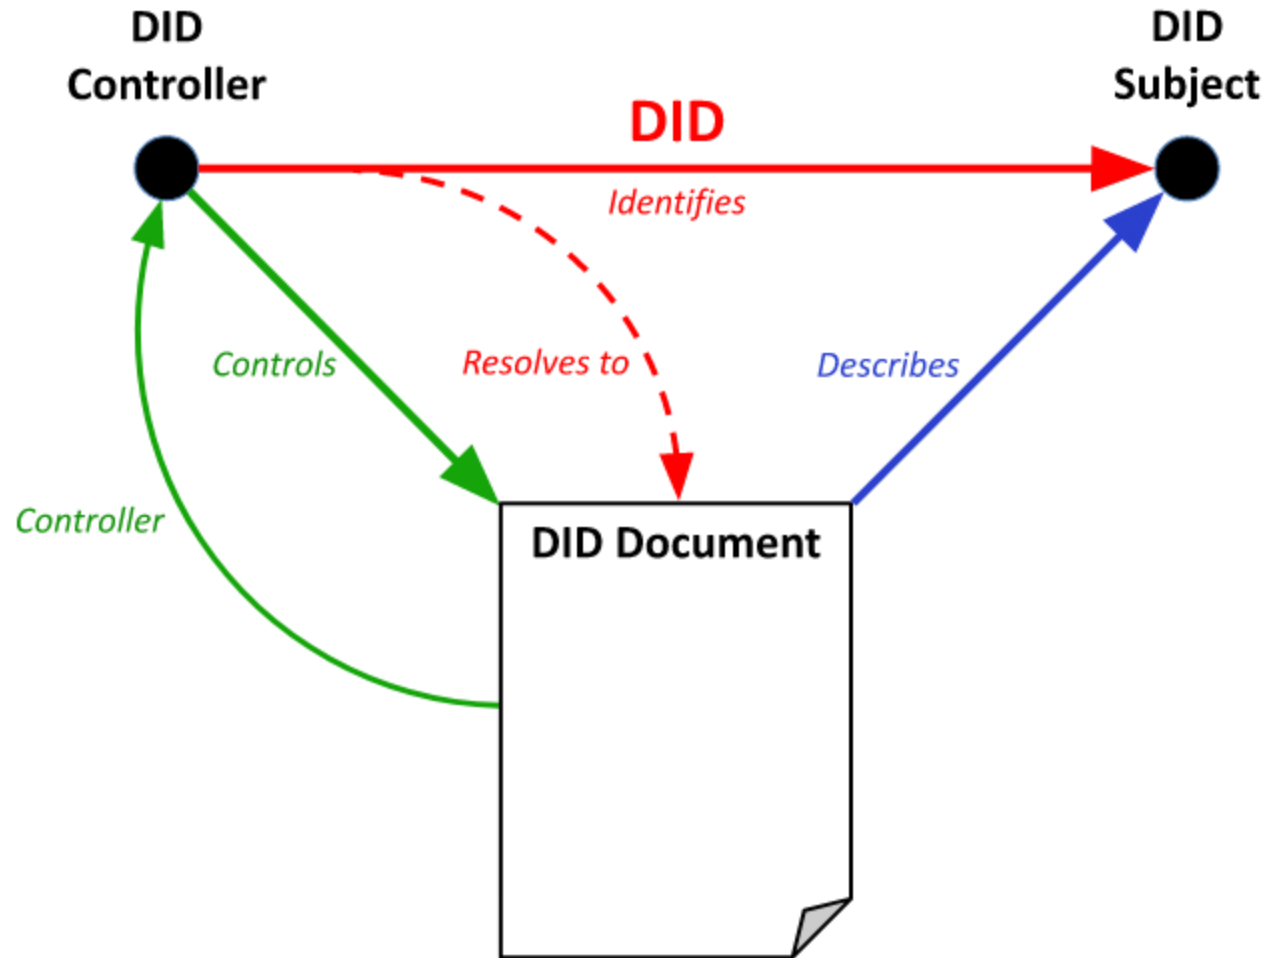 DID
Controller
DID
Subject
DID
Identifies
Controls
Resolves to
Describes
Controller
DID Document